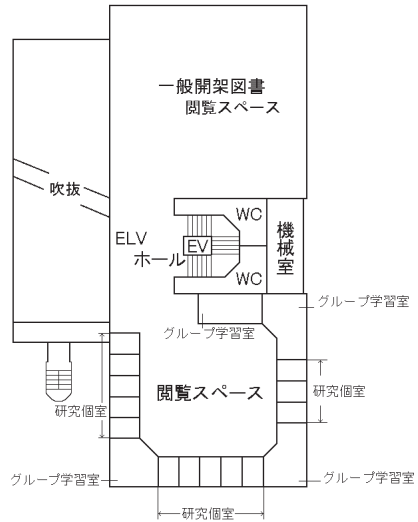 一般開架図書
閲覧スペース
吹抜
WC
機械室
ELV
ホール
EV
WC
グループ学習室
グループ学習室
閲覧スペース
研究個室
研究個室
グループ学習室
グループ学習室
研究個室